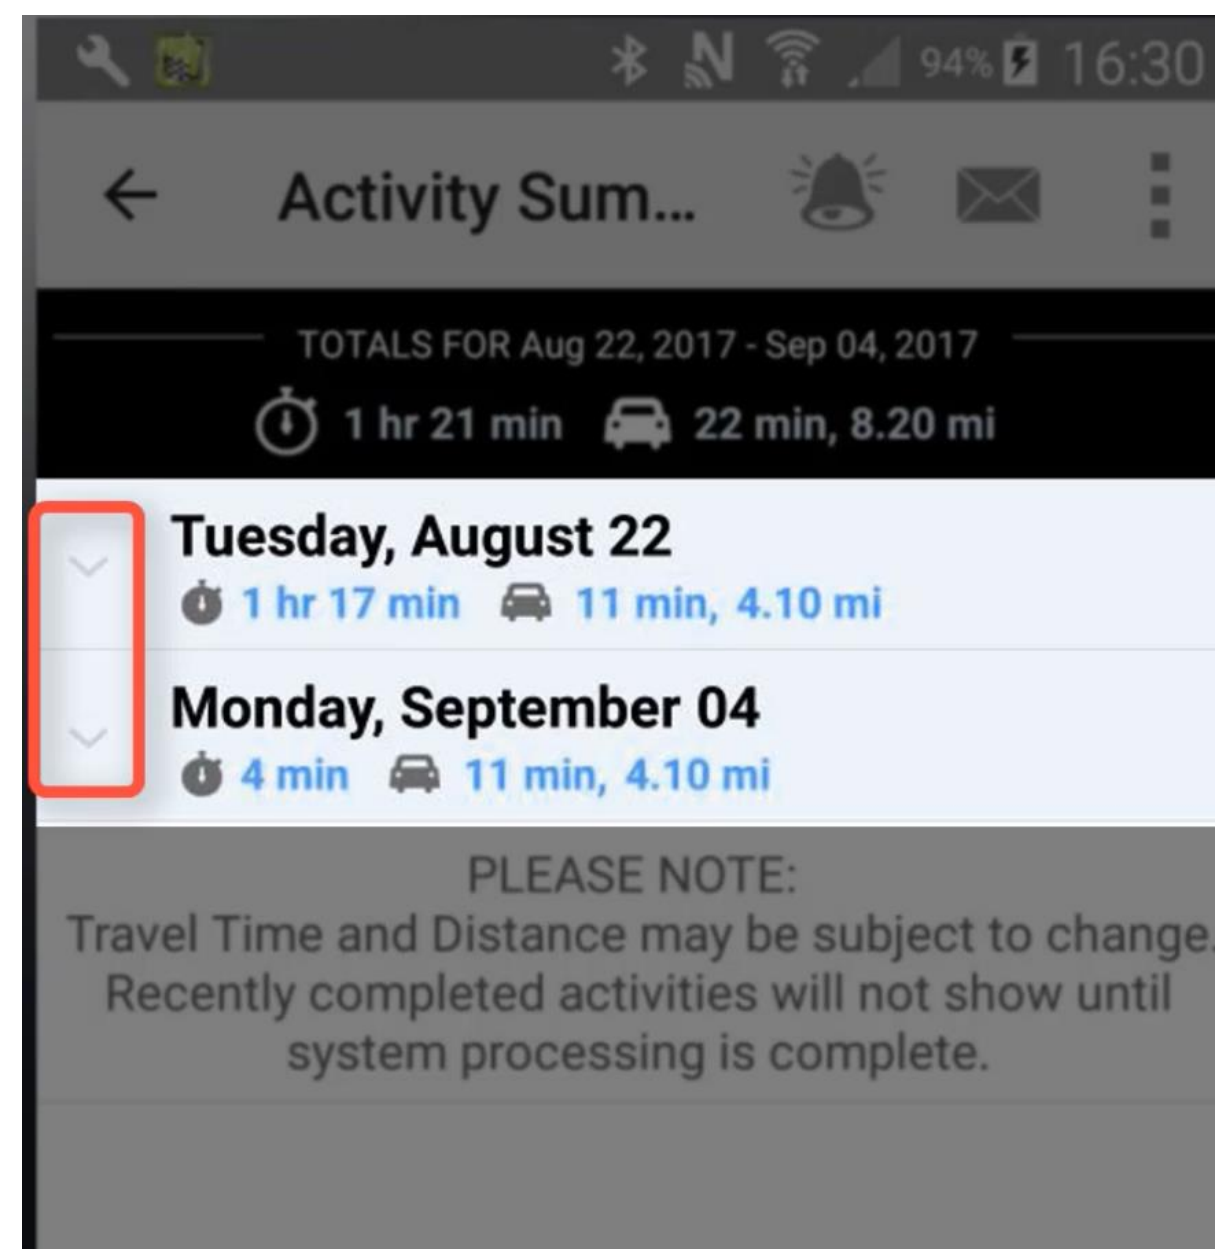 94% 16:30
Activity Sum...
TOTALS FOR Aug 22, 2017 - Sep 04, 2017
1 hr 21 min 22 min, 8.20 mi
Tuesday, August 22
1 hr 17 min 11 min, 4.10 mi
Monday, September 04
4 min 11 min, 4.10 mi
PLEASE NOTE:
Travel Time and Distance may be subject to change.
Recently completed activities will not show until
system processing is complete.